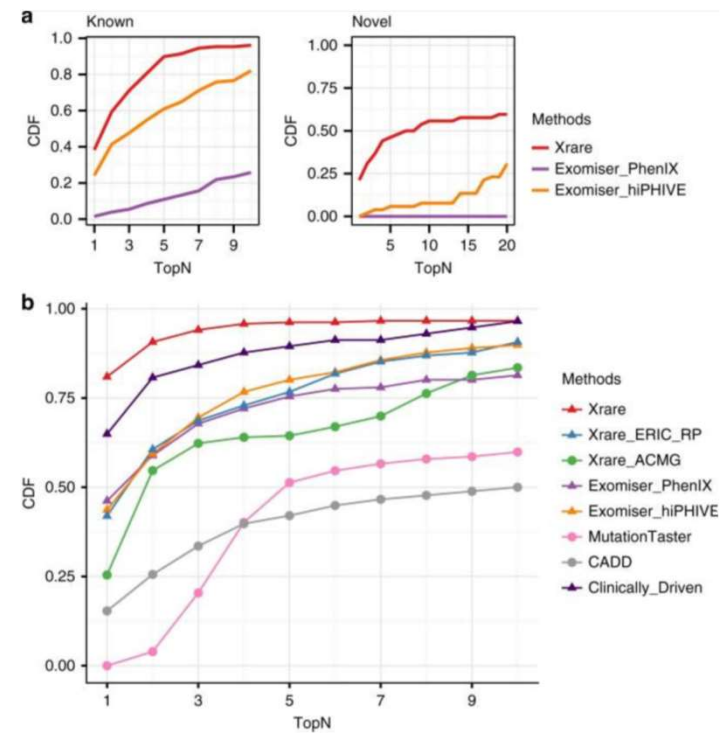 a
Known
Novel
CDF
1.0
0.8
0.6
0.4
0.2
0.0
1 3 5 7 9
TopN
CDF
1.00
0.75
0.50
0.25
0.00
5 10 15 20
TopN
Methods
Xrare
Exomiser_PhenIX
Exomiser_hiPHIVE
b
CDF
1.00
0.75
0.50
0.25
0.00
1 3 5 7 9
TopN
Methods
Xrare
Xrare_ERIC_RP
Xrare_ACMG
Exomiser_PhenIX
Exomiser_hiPHIVE
MutationTaster
CADD
Clinically_Driven